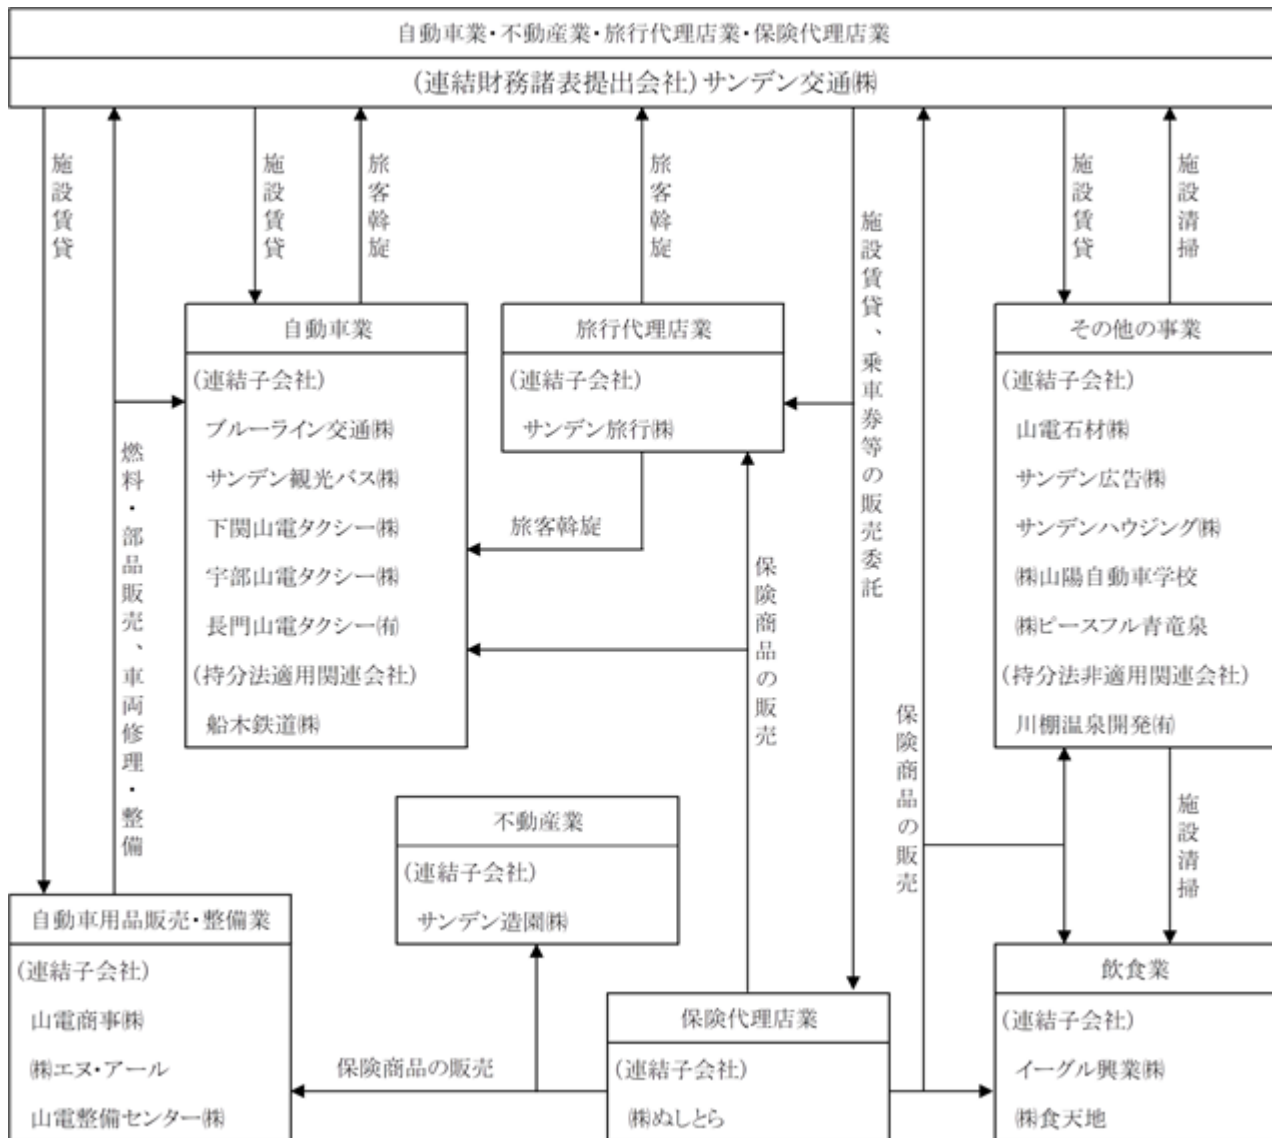 自動車業・不動産業・旅行代理店業・保険代理店業
(連結財務諸表提出会社)サンデン交通㈱
施設賃貸
施設賃貸
旅客斡旋
旅客斡旋
施設賃貸、乗車券等の販売委託
施設賃貸
施設清掃
自動車業
(連結子会社)
ブルーライン交通㈱
サンデン観光バス㈱
下関山電タクシー㈱
宇部山電タクシー㈱
長門山電タクシー㈲
(持分法適用関連会社)
船木鉄道㈱
旅行代理店業
(連結子会社)
サンデン旅行㈱
旅客斡旋
その他の事業
(連結子会社)
山電石材㈱
サンデン広告㈱
サンデンハウジング㈱
㈱山陽自動車学校
㈱ピースフル青竜泉
(持分法非適用関連会社)
川棚温泉開発㈲
燃料・部品販売、車両修理・整備
保険商品の販売
保険商品の販売
施設清掃
不動産業
(連結子会社)
サンデン造園㈱
自動車用品販売・整備業
(連結子会社)
山電商事㈱
㈱エヌ・アール
山電整備センター㈱
保険商品の販売
保険代理店業
(連結子会社)
㈱ぬしとら
飲食業
(連結子会社)
イーグル興業㈱
㈱食天地